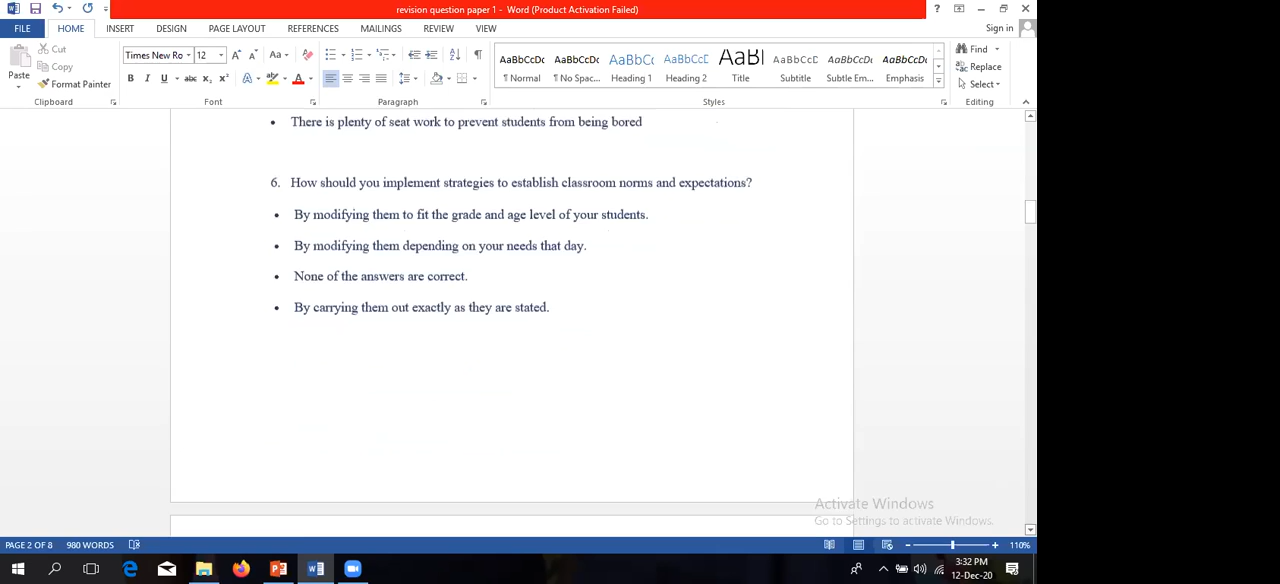 revision question paper 1 - Word (Product Activation Failed)
Sign in
FILE HOME INSERT DESIGN PAGE LAYOUT REFERENCES MAILINGS REVIEW VIEW
Paste
Cut
Copy
Format Painter
Clipboard
Times New Ro 12
Font
Paragraph
AaBbCcDc AaBbCcDc AaBbCc AaBbCcE AaBI AaBbCcD AaBbCcDc AaBbCcDc
¶ Normal ¶ No Spac... Heading 1 Heading 2 Title Subtitle Subtle Em... Emphasis
Styles
Find
Replace
Select
Editing
• There is plenty of seat work to prevent students from being bored
6. How should you implement strategies to establish classroom norms and expectations?
• By modifying them to fit the grade and age level of your students.
• By modifying them depending on your needs that day.
• None of the answers are correct.
• By carrying them out exactly as they are stated.
Activate Windows
Go to Settings to activate Windows.
PAGE 2 OF 8 980 WORDS 110%
3:32 PM
12-Dec-20